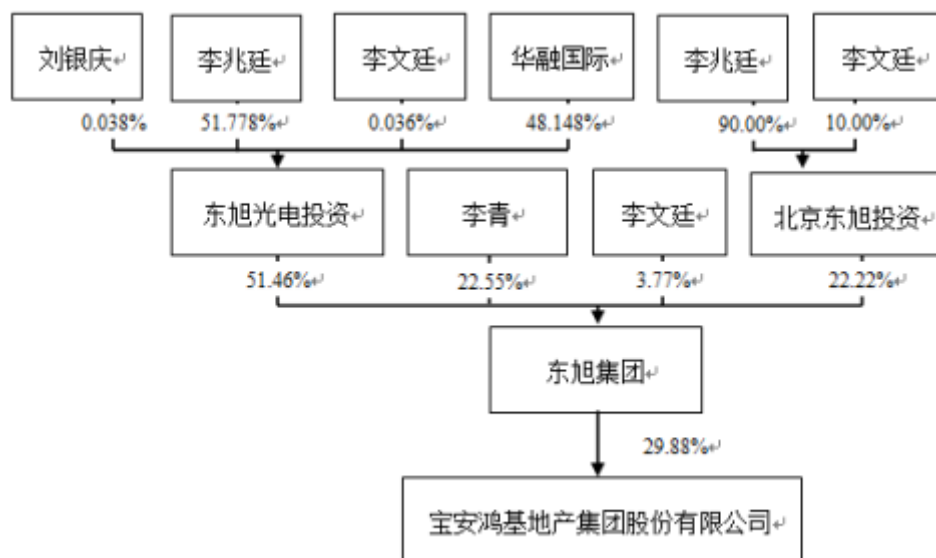 刘银庆
李兆廷
李文廷
华融国际
李兆廷
李文廷
0.038%
51.778%
0.036%
48.148%
90.00%
10.00%
东旭光电投资
李青
李文廷
北京东旭投资
51.46%
22.55%
3.77%
22.22%
东旭集团
29.88%
宝安鸿基地产集团股份有限公司